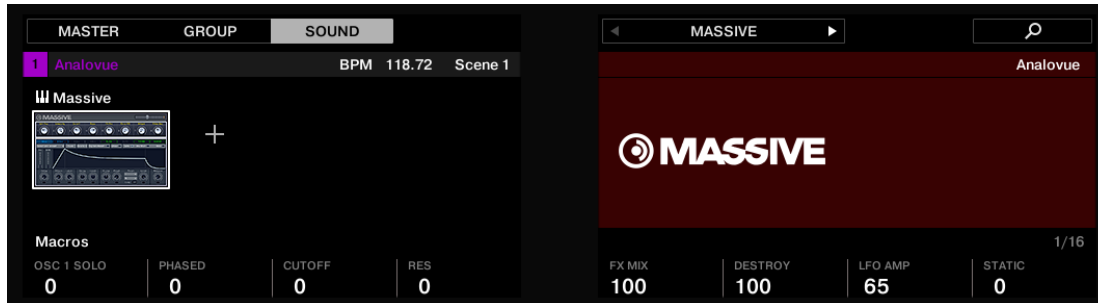 MASTER GROUP SOUND
1 Analovue BPM 118.72 Scene 1
Massive
MASSIVE
Macros
OSC 1 SOLO PHASED CUTOFF RES
0 0 0 0
MASSIVE
Analovue
MASSIVE
1/16
FX MIX DESTROY LFO AMP STATIC
100 100 65 0